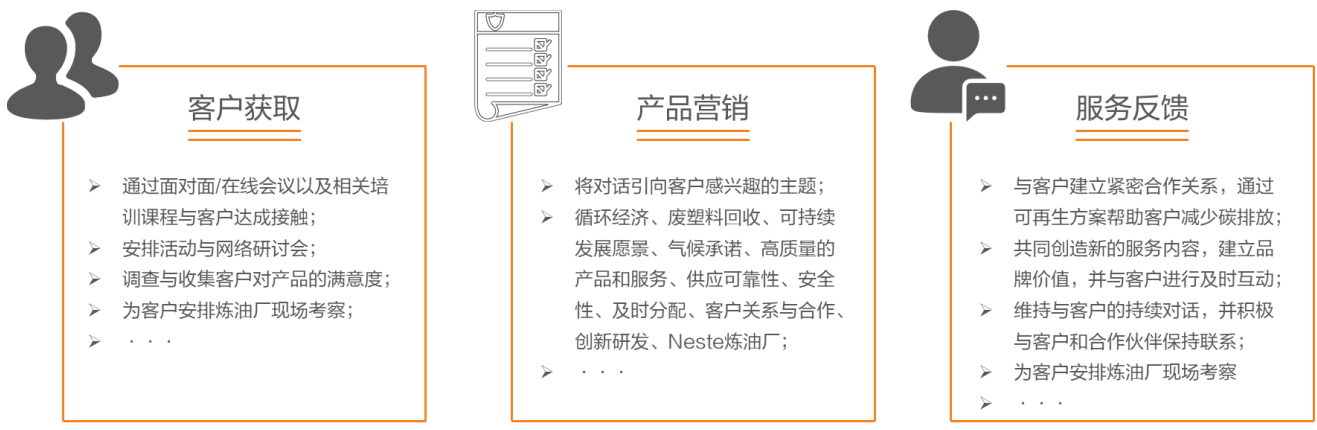 客户获取
通过面对面/在线会议以及相关培
训课程与客户达成接触；
安排活动与网络研讨会；
调查与收集客户对产品的满意度；
为客户安排炼油厂现场考察；
···
产品营销
将对话引向客户感兴趣的主题；
循环经济、废塑料回收、可持续
发展愿景、气候承诺、高质量的
产品和服务、供应可靠性、安全
性、及时分配、客户关系与合作、
创新研发、Neste炼油厂；
···
服务反馈
与客户建立紧密合作关系，通过
可再生方案帮助客户减少碳排放；
共同创造新的服务内容，建立品
牌价值，并与客户进行及时互动；
维持与客户的持续对话，并积极
与客户和合作伙伴保持联系；
为客户安排炼油厂现场考察
···